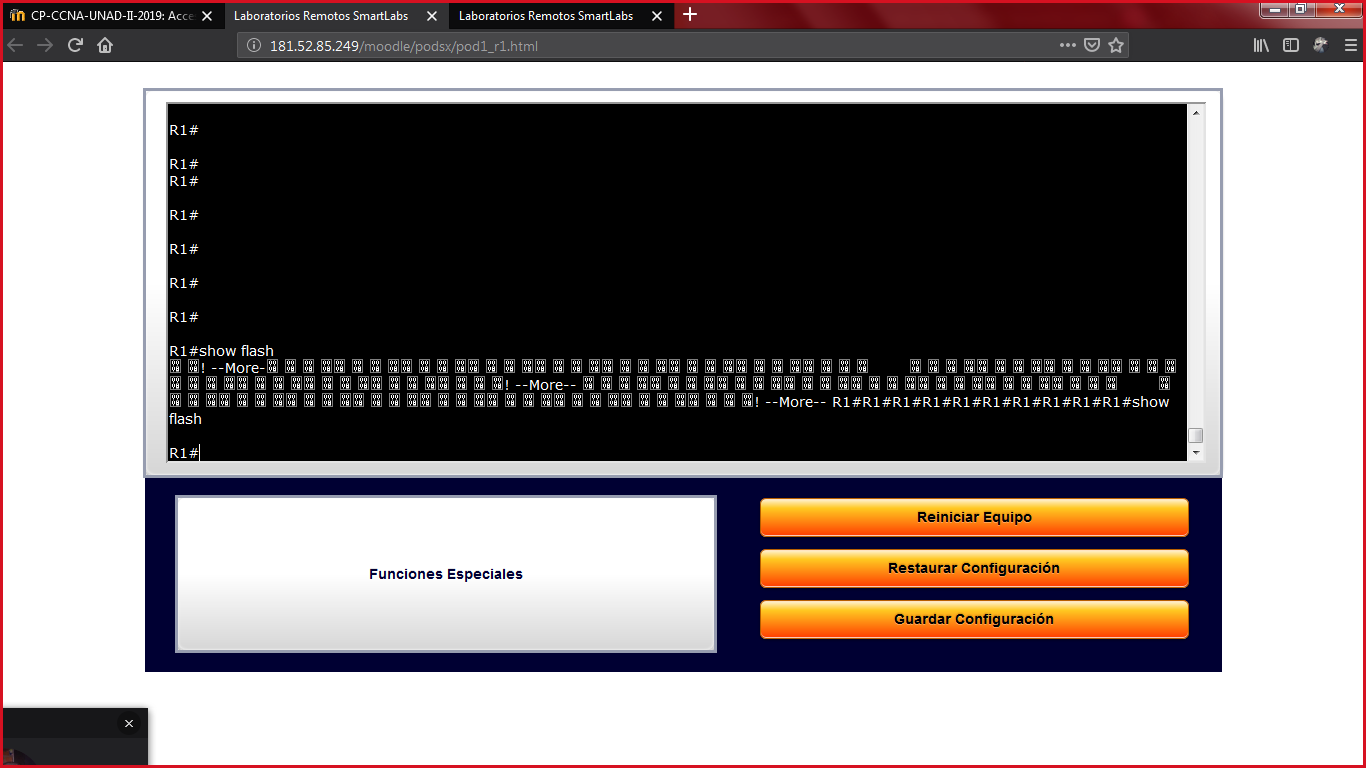 CP-CCNA-UNAD-II-2019: Acce
Laboratorios Remotos SmartLabs
Laboratorios Remotos SmartLabs
181.52.85.249/moodle/podsx/pod1_r1.html
R1#
R1#
R1#
R1#
R1#
R1#
R1#
R1#show flash
! --More-
! --More--
! --More-- R1#R1#R1#R1#R1#R1#R1#R1#R1#R1#show
flash
R1#
Funciones Especiales
Reiniciar Equipo
Restaurar Configuración
Guardar Configuración